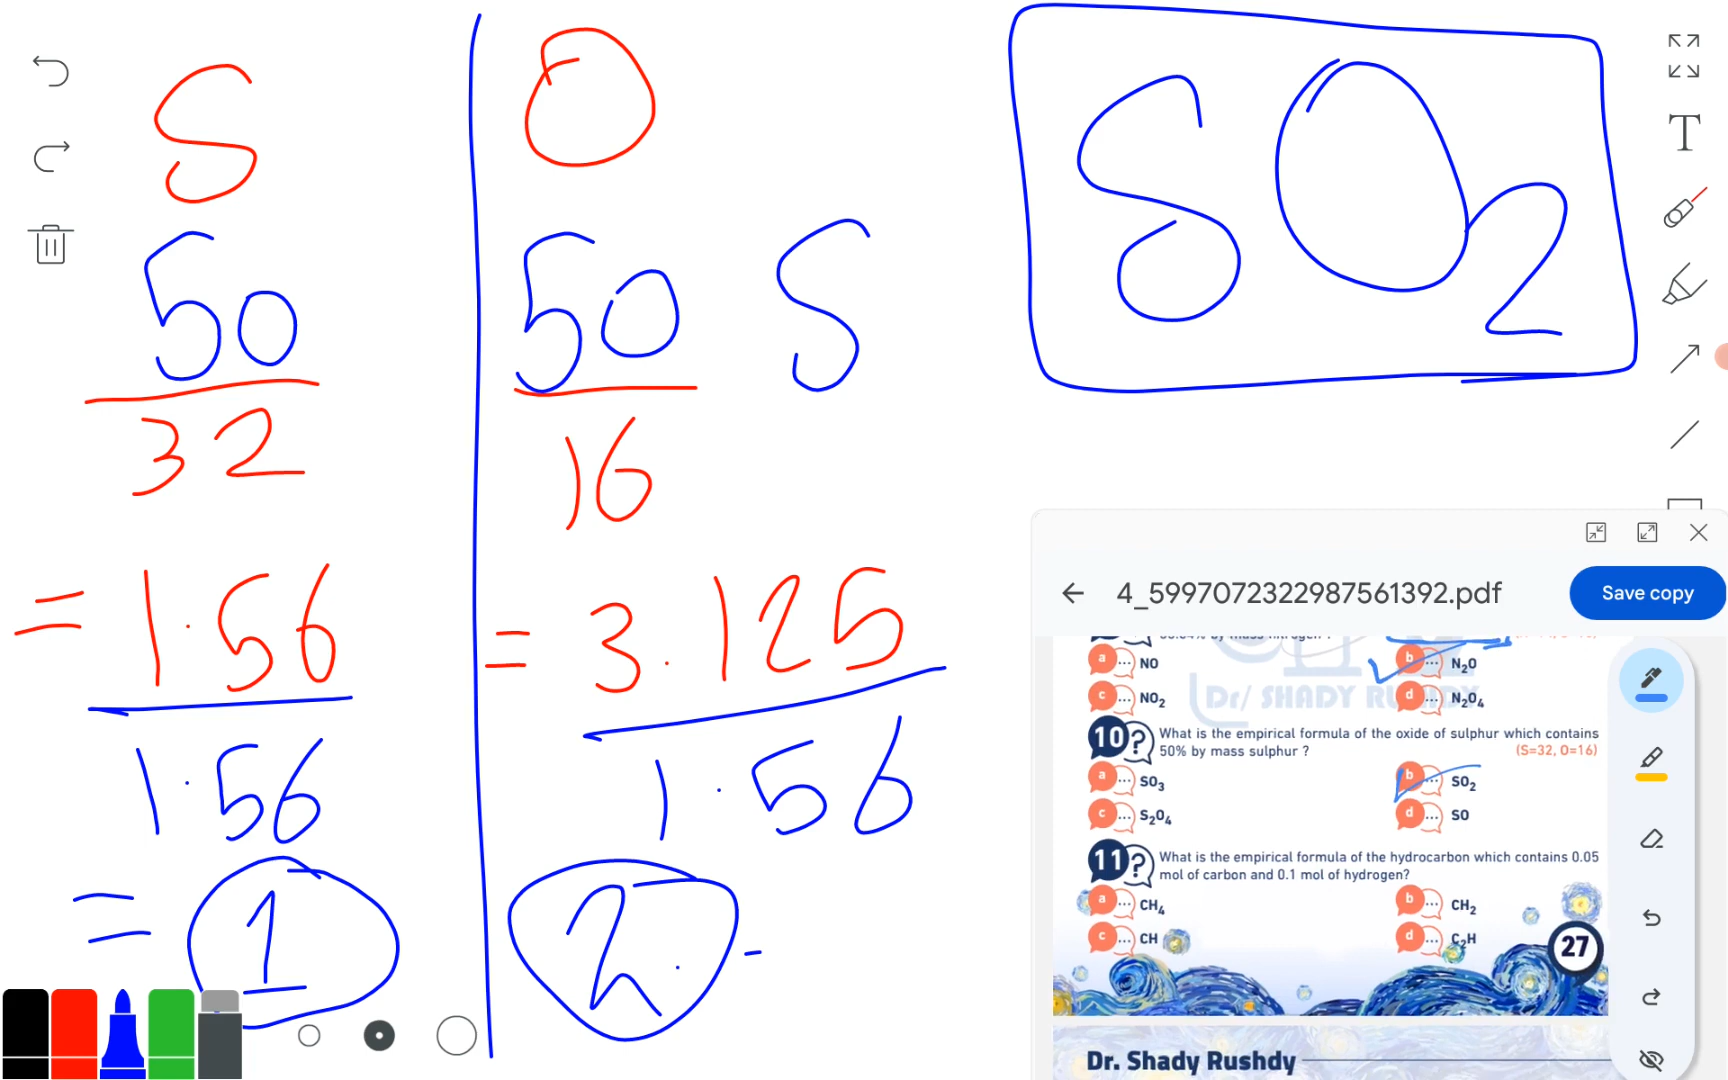 S
50
32
= 1.56
1.56
= 1
O
50
16
= 3.125
1.56
2. -
S
SO2
T
4_5997072322987561392.pdf
Save copy
a ... NO
b ... N₂O
c ... NO₂
d ... N₂O₄
Dr/ SHADY RUSHDY
10 ? What is the empirical formula of the oxide of sulphur which contains
50% by mass sulphur ? (S=32, O=16)
a ... SO₃
b ... SO₂
c ... S₂O₄
d ... SO
11 ? What is the empirical formula of the hydrocarbon which contains 0.05
mol of carbon and 0.1 mol of hydrogen?
a ... CH₄
b ... CH₂
c ... CH
d ... C₂H
27
Dr. Shady Rushdy